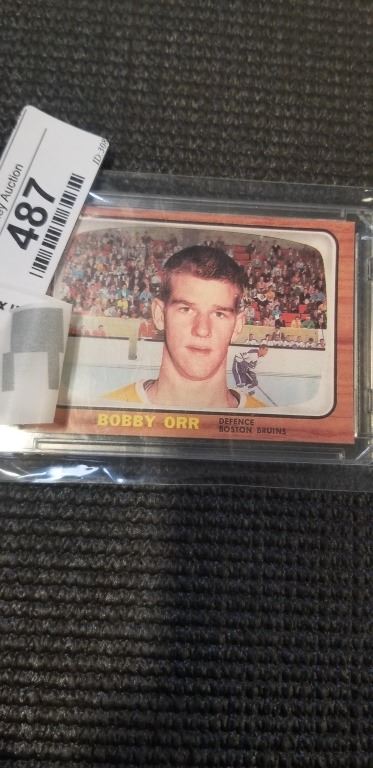 487
BOBBY ORR
DEFENCE
BOSTON BRUINS
Auction